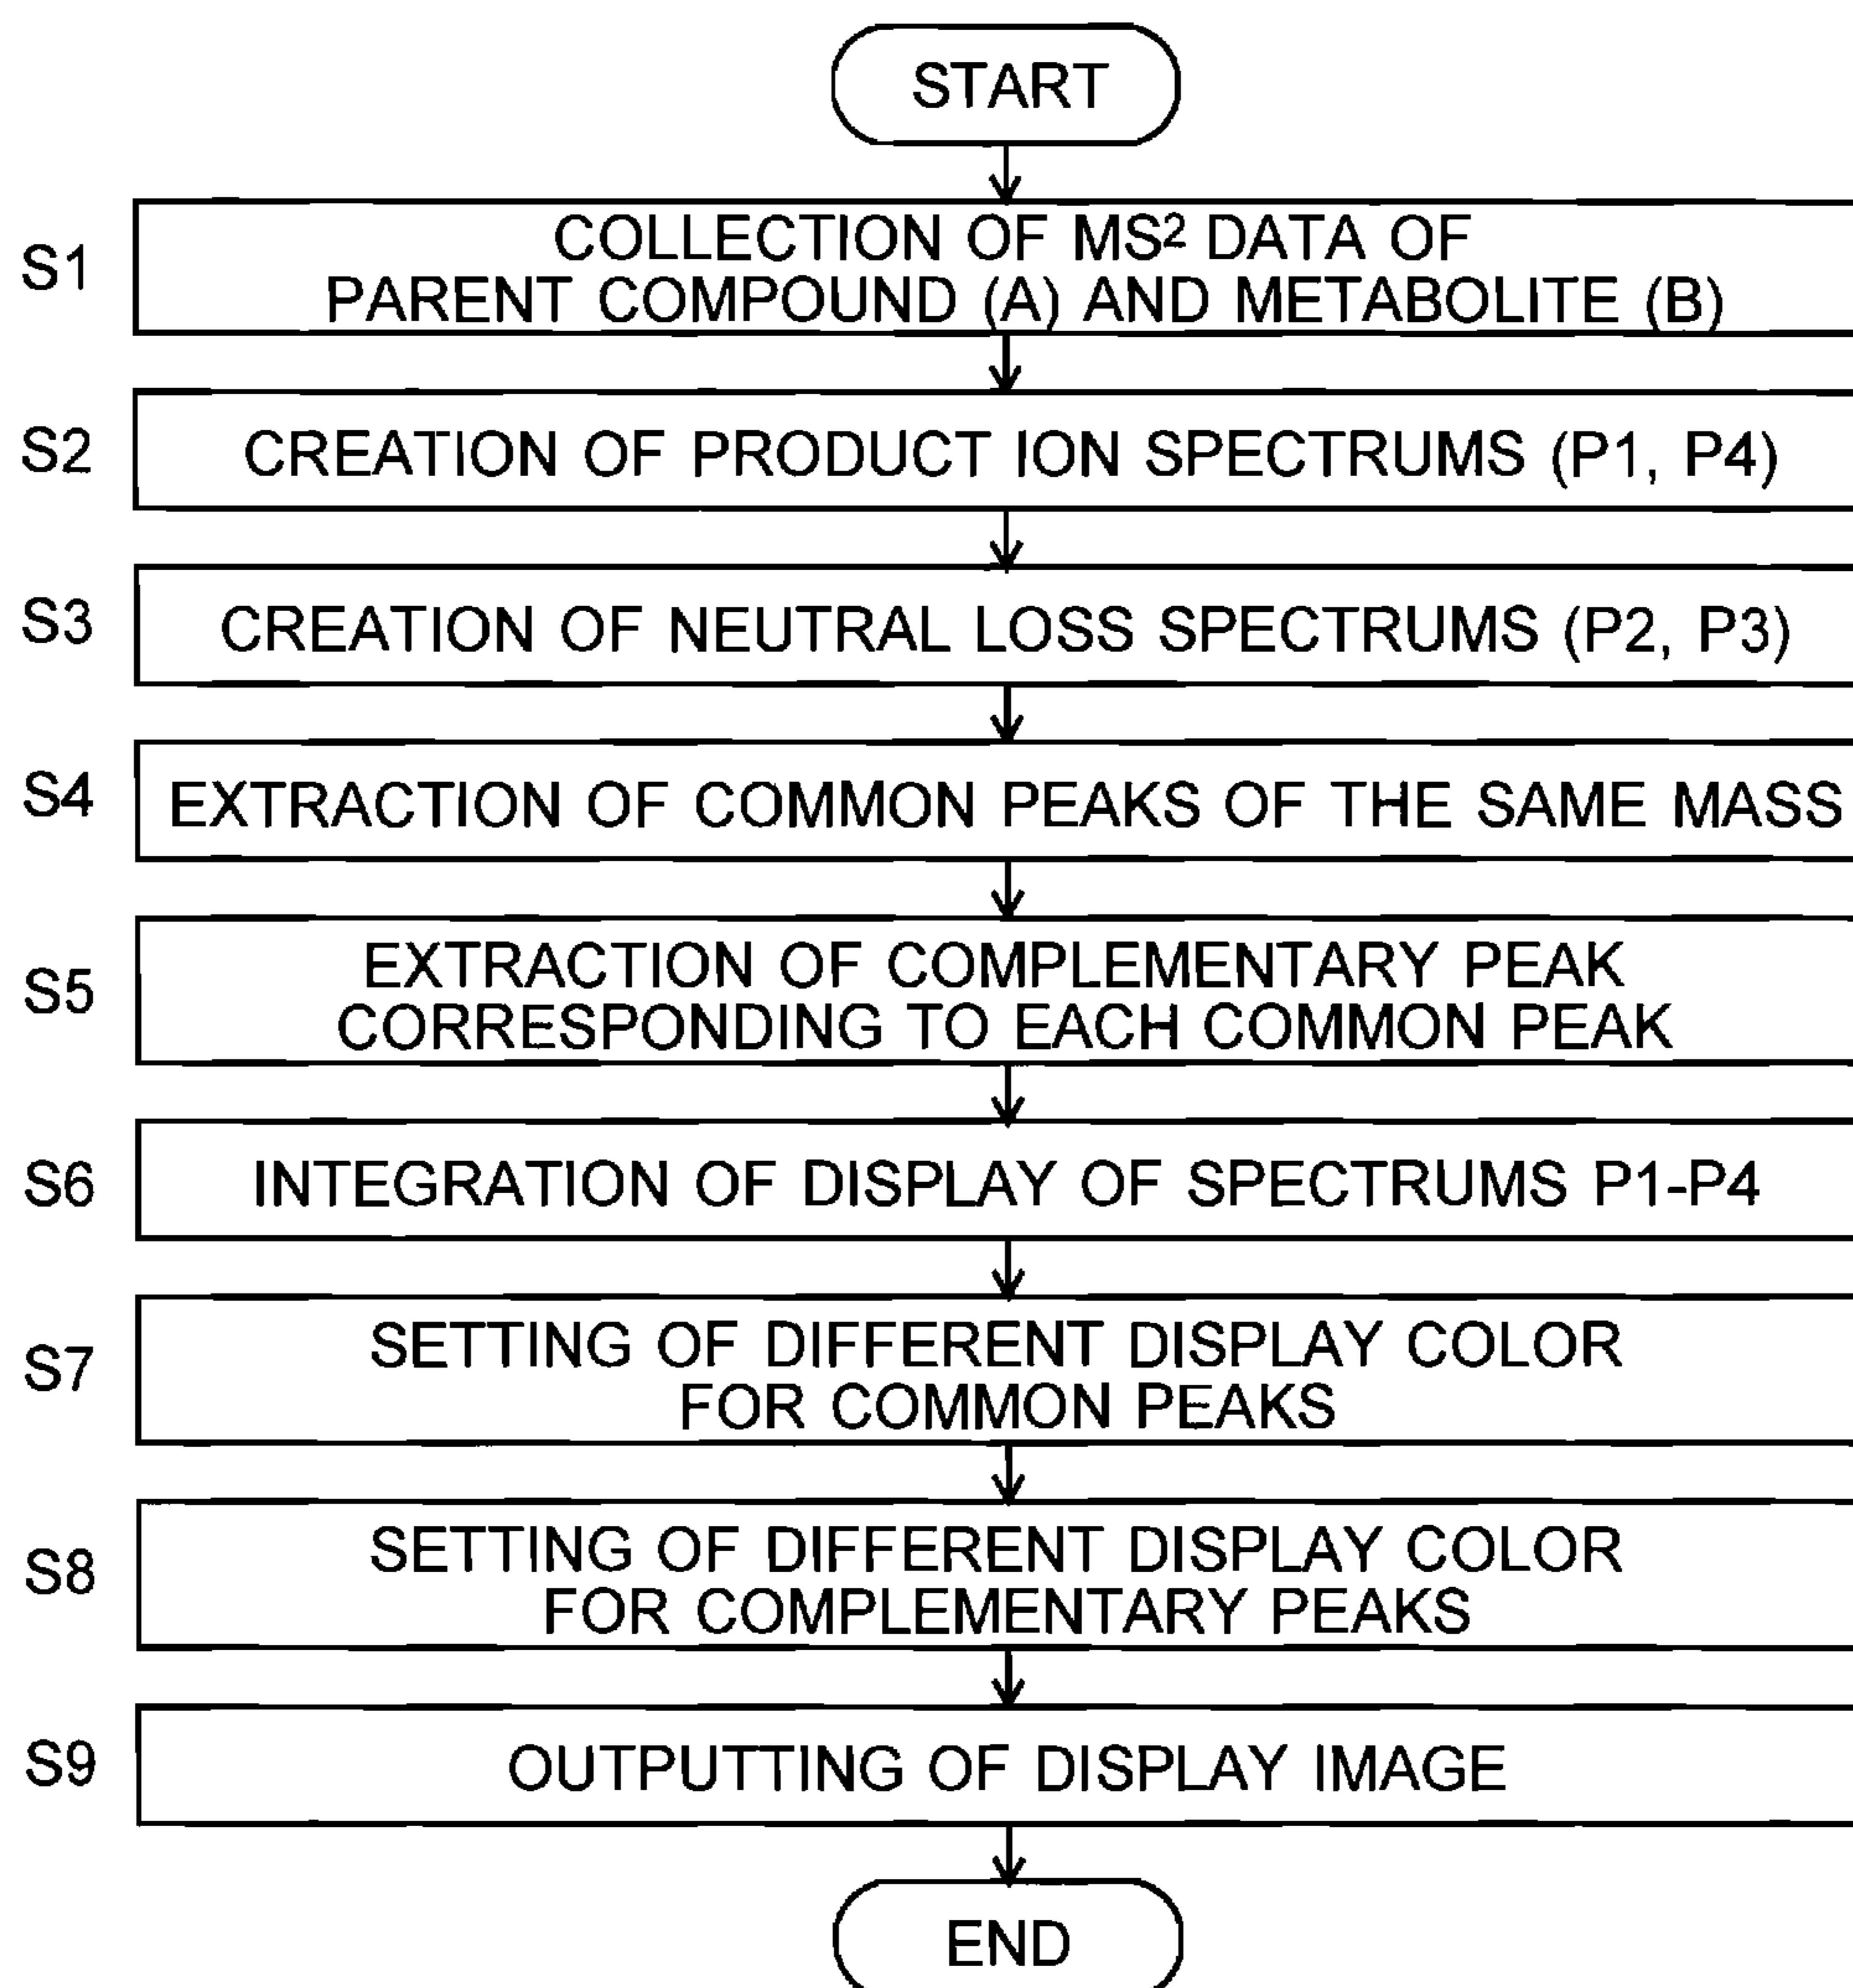 START
S1
COLLECTION OF MS² DATA OF
PARENT COMPOUND (A) AND METABOLITE (B)
S2
CREATION OF PRODUCT ION SPECTRUMS (P1, P4)
S3
CREATION OF NEUTRAL LOSS SPECTRUMS (P2, P3)
S4
EXTRACTION OF COMMON PEAKS OF THE SAME MASS
S5
EXTRACTION OF COMPLEMENTARY PEAK
CORRESPONDING TO EACH COMMON PEAK
S6
INTEGRATION OF DISPLAY OF SPECTRUMS P1-P4
S7
SETTING OF DIFFERENT DISPLAY COLOR
FOR COMMON PEAKS
S8
SETTING OF DIFFERENT DISPLAY COLOR
FOR COMPLEMENTARY PEAKS
S9
OUTPUTTING OF DISPLAY IMAGE
END